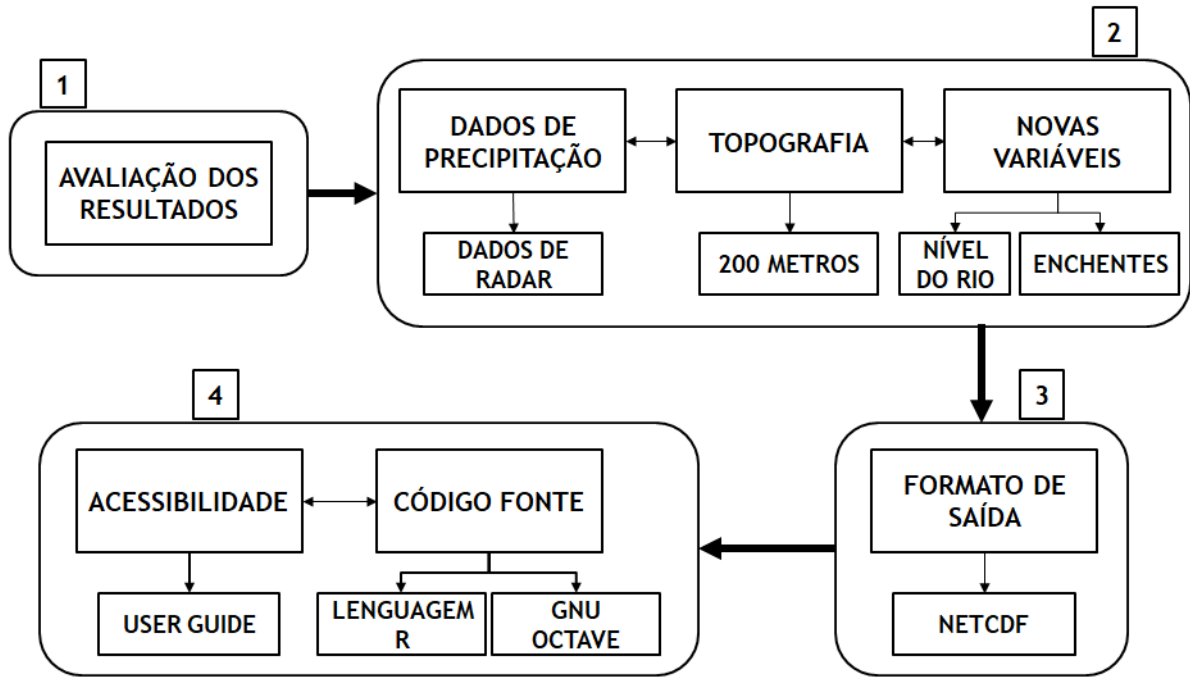 1
AVALIAÇÃO DOS
RESULTADOS
2
DADOS DE
PRECIPITAÇÃO
TOPOGRAFIA
NOVAS
VARIÁVEIS
DADOS DE
RADAR
200 METROS
NÍVEL
DO RIO
ENCHENTES
3
FORMATO DE
SAÍDA
NETCDF
4
ACESSIBILIDADE
CÓDIGO FONTE
USER GUIDE
LENGUAGEM
R
GNU
OCTAVE